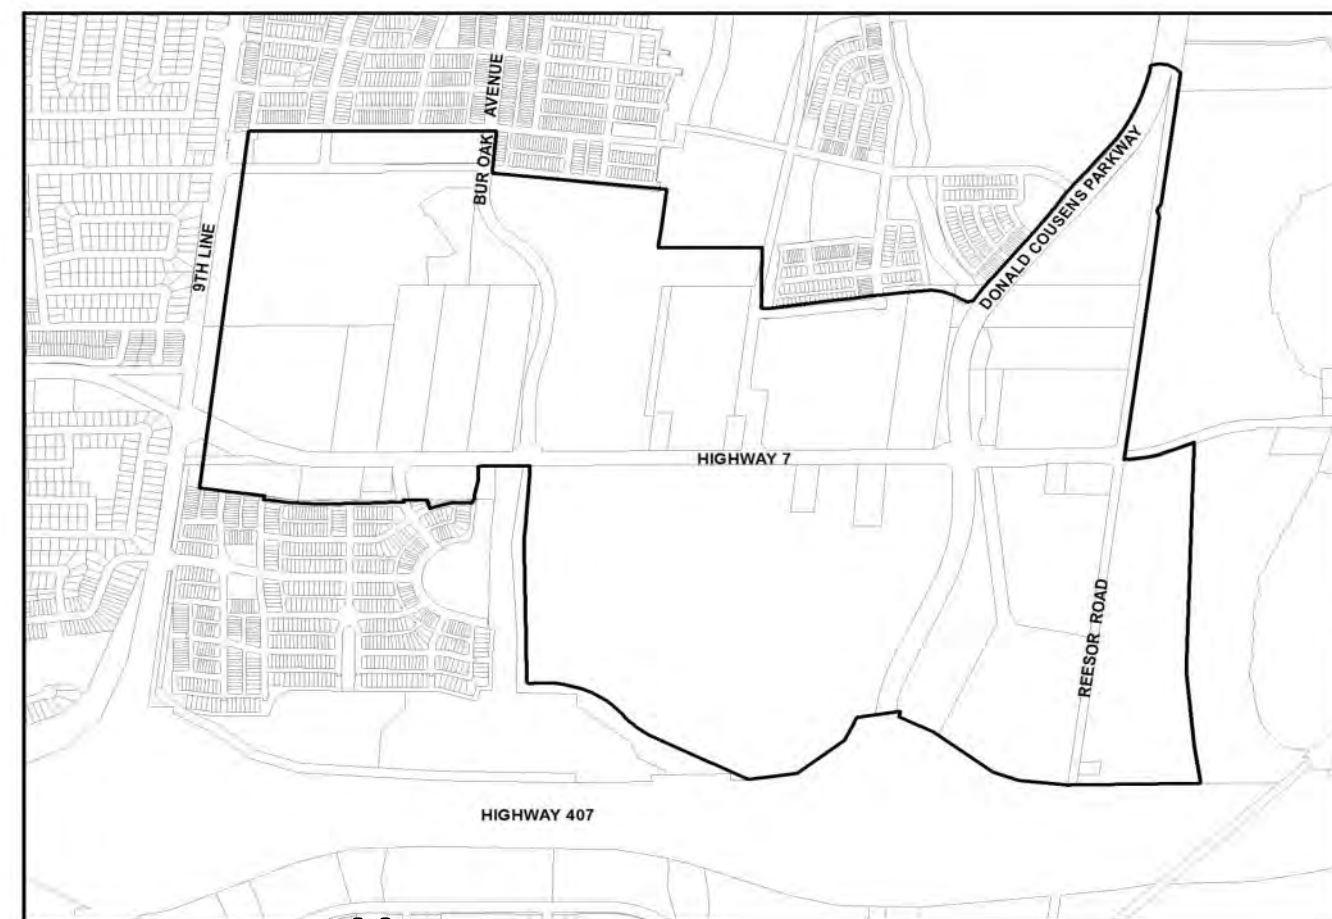 BUR OAK AVENUE
9TH LINE
DONALD COUSENS PARKWAY
HIGHWAY 7
REESOR ROAD
HIGHWAY 407